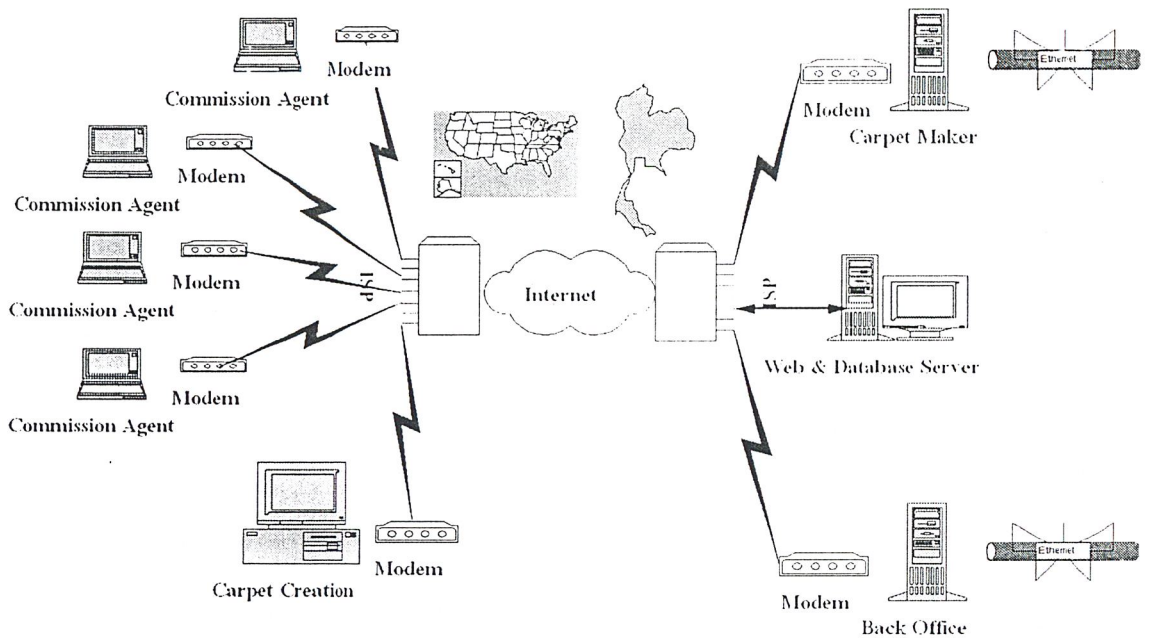 Modem
Commission Agent
Modem
Commission Agent
Modem
Commission Agent
Modem
Commission Agent
Carpet Creation
Modem
ISP
Internet
ISP
Modem
Carpet Maker
Ethernet
Web & Database Server
Modem
Back Office
Ethernet